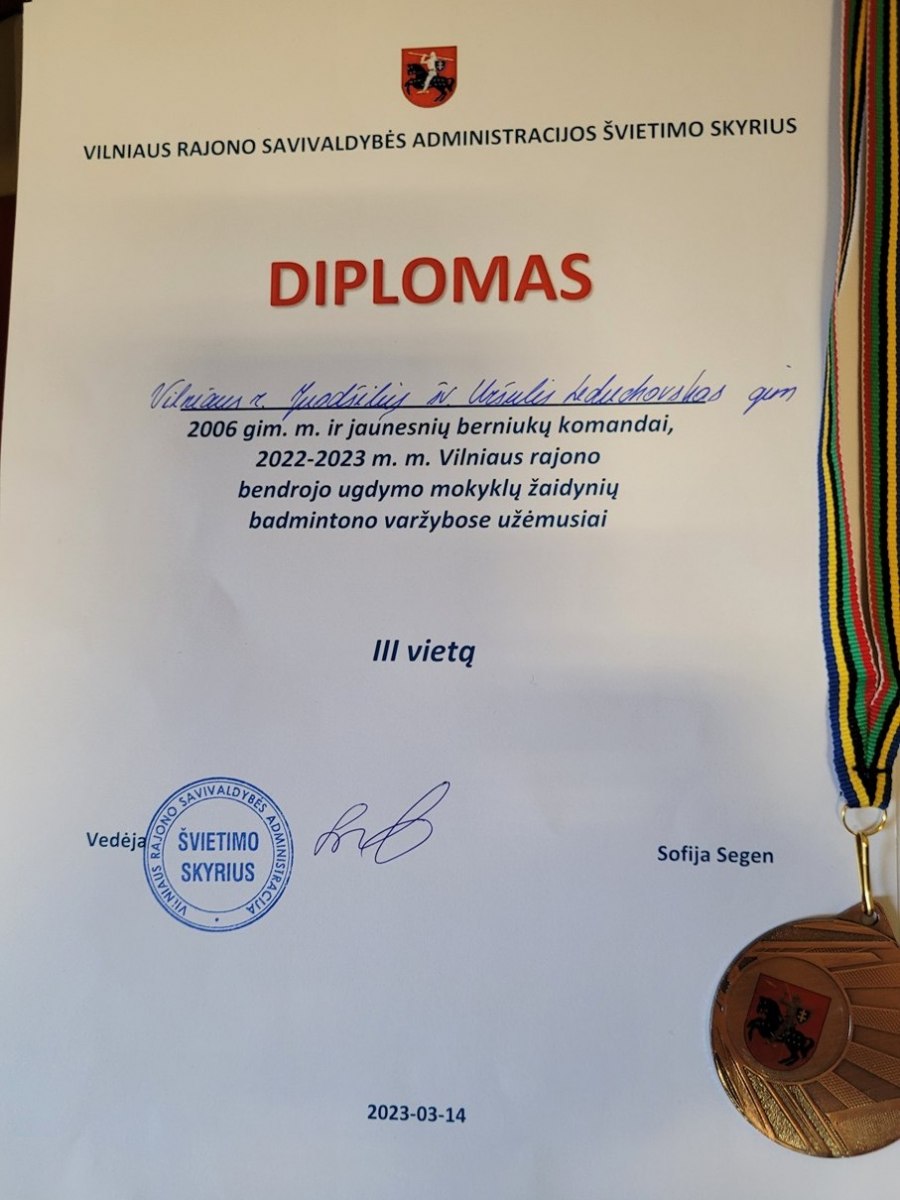 VILNIAUS RAJONO SAVIVALDYBĖS ADMINISTRACIJOS ŠVIETIMO SKYRIUS
DIPLOMAS
Vilniaus r. Juodšilių šv. Uršulės Leduchovskos gim
2006 gim. m. ir jaunesnių berniukų komandai,
2022-2023 m. m. Vilniaus rajono
bendrojo ugdymo mokyklų žaidynių
badmintono varžybose užėmusiai
III vietą
Vedėja
VILNIAUS RAJONO SAVIVALDYBĖS ADMINISTRACIJA
ŠVIETIMO
SKYRIUS
Sofija Segen
2023-03-14